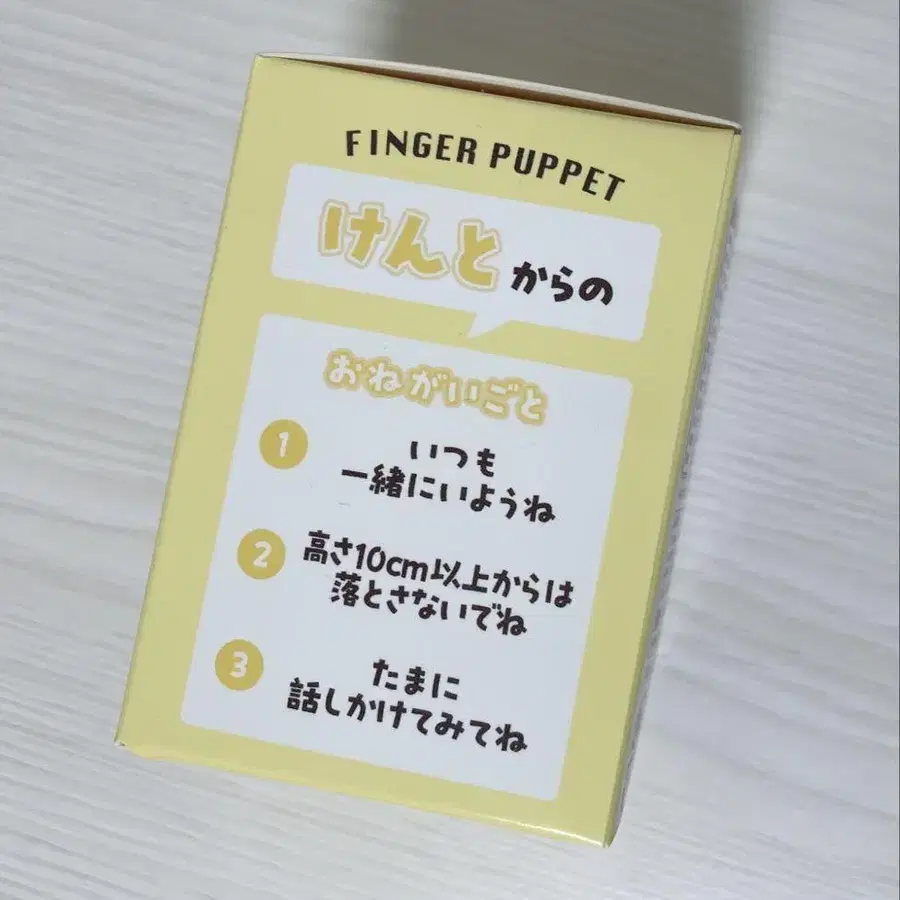 FINGER PUPPET
けんとからの
おねがいごと
1 いつも
一緒にいようね
2 高さ10cm以上からは
落とさないでね
3 たまに
話しかけてみてね